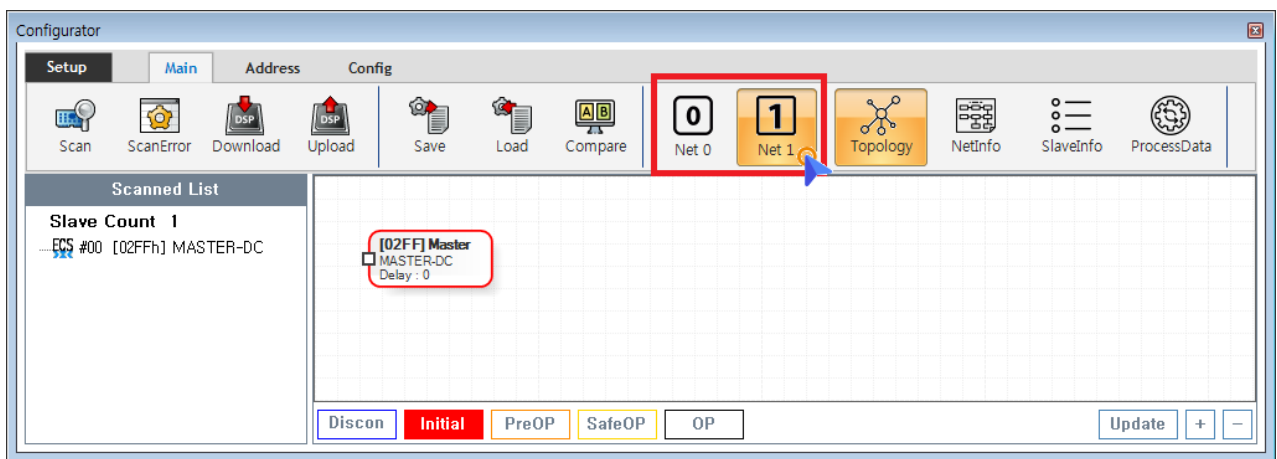 Configurator
Setup Main Address Config
DSP DSP A B 0 1
Scan ScanError Download Upload Save Load Compare Net 0 Net 1 Topology NetInfo SlaveInfo ProcessData
Scanned List
Slave Count 1
ECS #00 [02FFh] MASTER-DC
[02FF] Master
MASTER-DC
Delay : 0
Discon Initial PreOP SafeOP OP Update + −